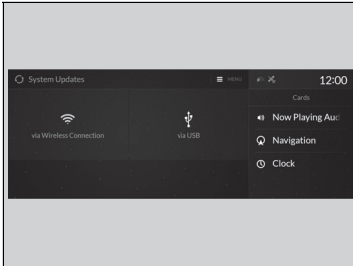 System Updates
MENU
12:00
via Wireless Connection
via USB
Cards
Now Playing Aud
Navigation
Clock